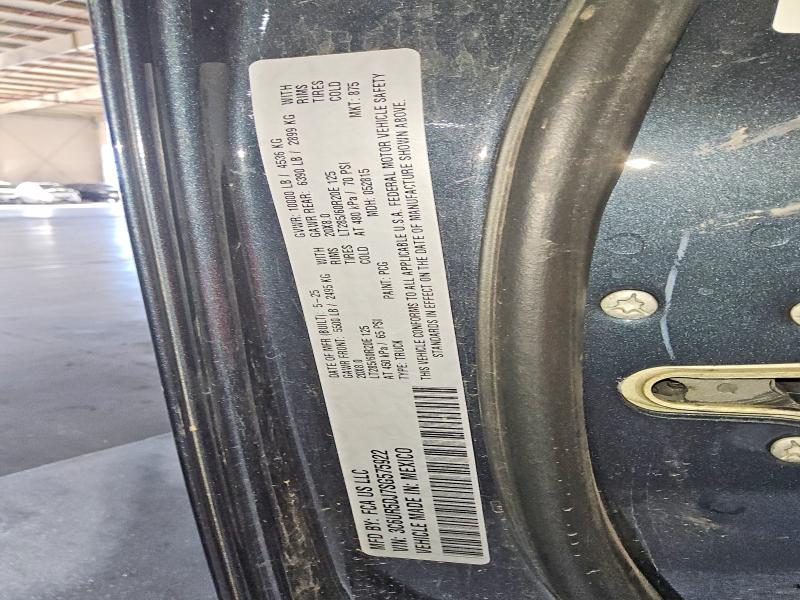 MFD BY: FCA US LLC
DATE OF MFR (BUILT): 5-25
GVWR: 10000 LB / 4536 KG
GAWR FRONT: 5500 LB / 2495 KG WITH
20X8.0 RIMS
LT285/60R20E 125 TIRES
AT 450 kPa / 65 PSI COLD
GAWR REAR: 6390 LB / 2899 KG WITH
20X8.0 RIMS
LT285/60R20E 125 TIRES
AT 480 kPa / 70 PSI COLD
VIN: 3C6UR5DJ7SG575922
TYPE: TRUCK
PAINT: PCG
MDH: 052815
MKT: 875
VEHICLE MADE IN: MEXICO
THIS VEHICLE CONFORMS TO ALL APPLICABLE U.S.A. FEDERAL MOTOR VEHICLE SAFETY
STANDARDS IN EFFECT ON THE DATE OF MANUFACTURE SHOWN ABOVE.